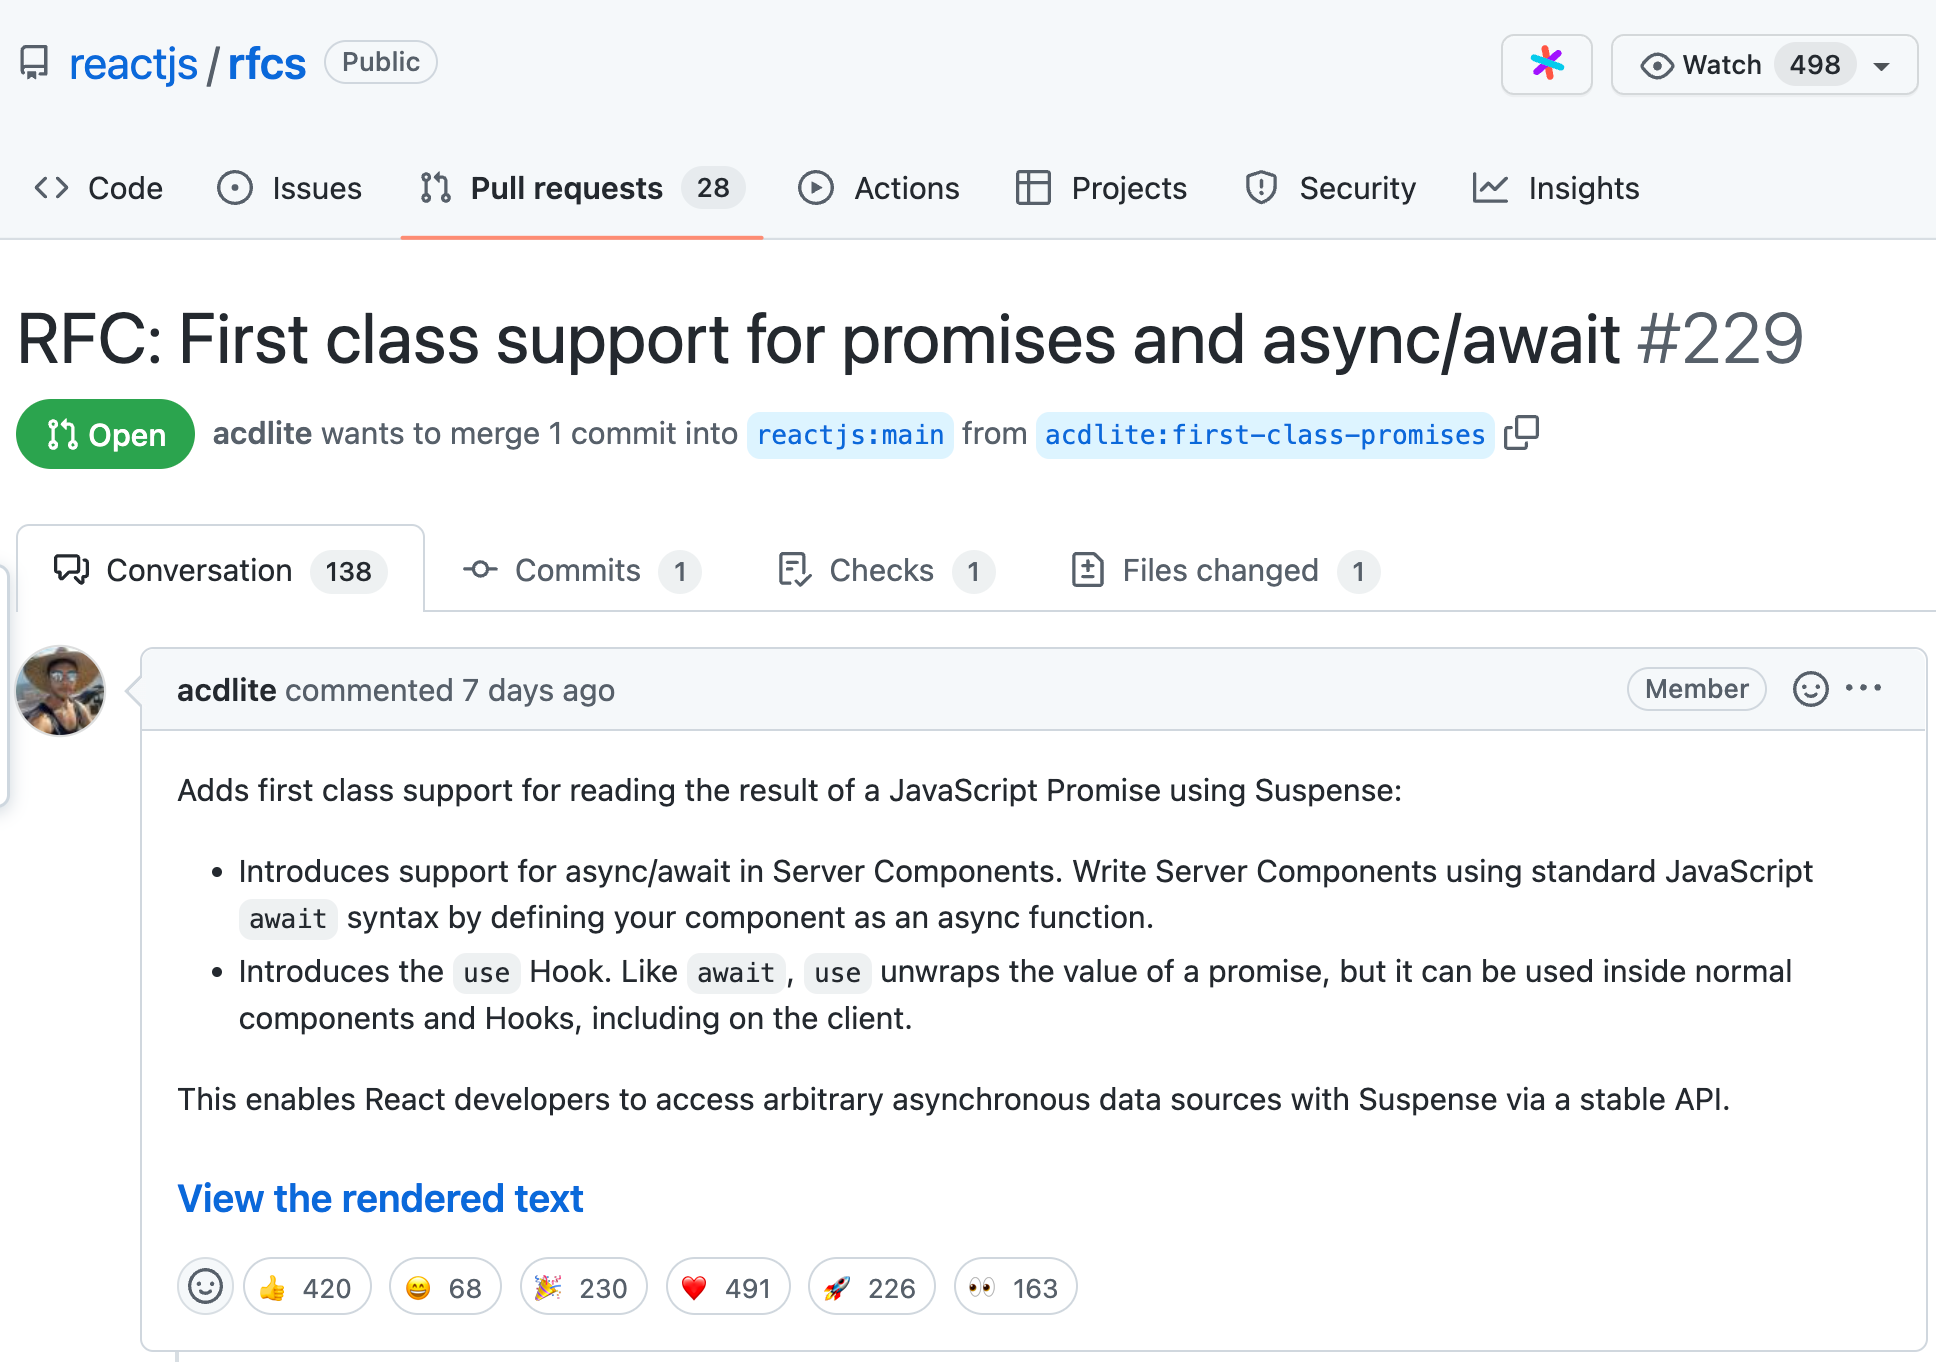 reactjs / rfcs Public
Watch 498
Code Issues Pull requests 28 Actions Projects Security Insights
RFC: First class support for promises and async/await #229
Open acdlite wants to merge 1 commit into reactjs:main from acdlite:first-class-promises
Conversation 138 Commits 1 Checks 1 Files changed 1
acdlite commented 7 days ago Member
Adds first class support for reading the result of a JavaScript Promise using Suspense:
• Introduces support for async/await in Server Components. Write Server Components using standard JavaScript
await syntax by defining your component as an async function.
• Introduces the use Hook. Like await, use unwraps the value of a promise, but it can be used inside normal
components and Hooks, including on the client.
This enables React developers to access arbitrary asynchronous data sources with Suspense via a stable API.
View the rendered text
👍 420 😄 68 🎉 230 ❤️ 491 🚀 226 👀 163